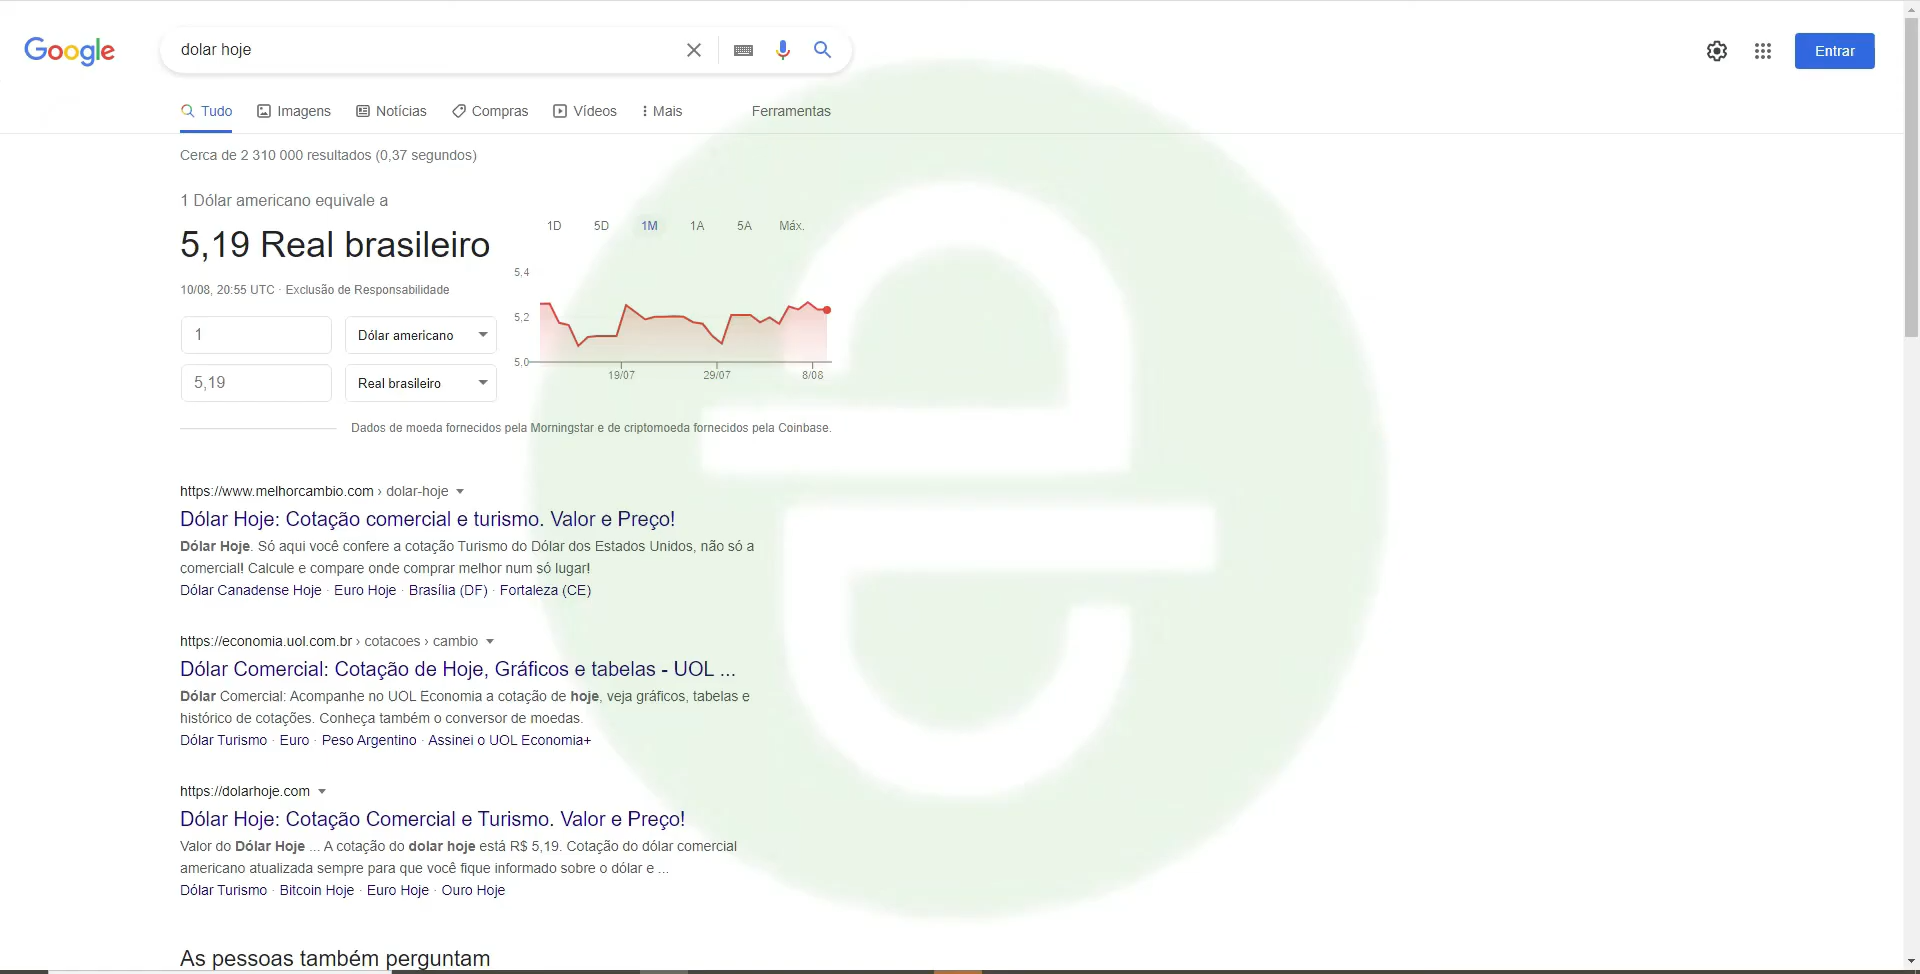 Google
dolar hoje
Entrar
Tudo Imagens Notícias Compras Vídeos Mais Ferramentas
Cerca de 2 310 000 resultados (0,37 segundos)
1 Dólar americano equivale a
5,19 Real brasileiro
10/08, 20:55 UTC · Exclusão de Responsabilidade
1 Dólar americano
5,19 Real brasileiro
1D 5D 1M 1A 5A Máx.
5,4
5,2
5,0
19/07 29/07 8/08
Dados de moeda fornecidos pela Morningstar e de criptomoeda fornecidos pela Coinbase.
https://www.melhorcambio.com › dolar-hoje
Dólar Hoje: Cotação comercial e turismo. Valor e Preço!
Dólar Hoje. Só aqui você confere a cotação Turismo do Dólar dos Estados Unidos, não só a
comercial! Calcule e compare onde comprar melhor num só lugar!
Dólar Canadense Hoje · Euro Hoje · Brasília (DF) · Fortaleza (CE)
https://economia.uol.com.br › cotacoes › cambio
Dólar Comercial: Cotação de Hoje, Gráficos e tabelas - UOL ...
Dólar Comercial: Acompanhe no UOL Economia a cotação de hoje, veja gráficos, tabelas e
histórico de cotações. Conheça também o conversor de moedas.
Dólar Turismo · Euro · Peso Argentino · Assinei o UOL Economia+
https://dolarhoje.com
Dólar Hoje: Cotação Comercial e Turismo. Valor e Preço!
Valor do Dólar Hoje ... A cotação do dolar hoje está R$ 5,19. Cotação do dólar comercial
americano atualizada sempre para que você fique informado sobre o dólar e ...
Dólar Turismo · Bitcoin Hoje · Euro Hoje · Ouro Hoje
As pessoas também perguntam